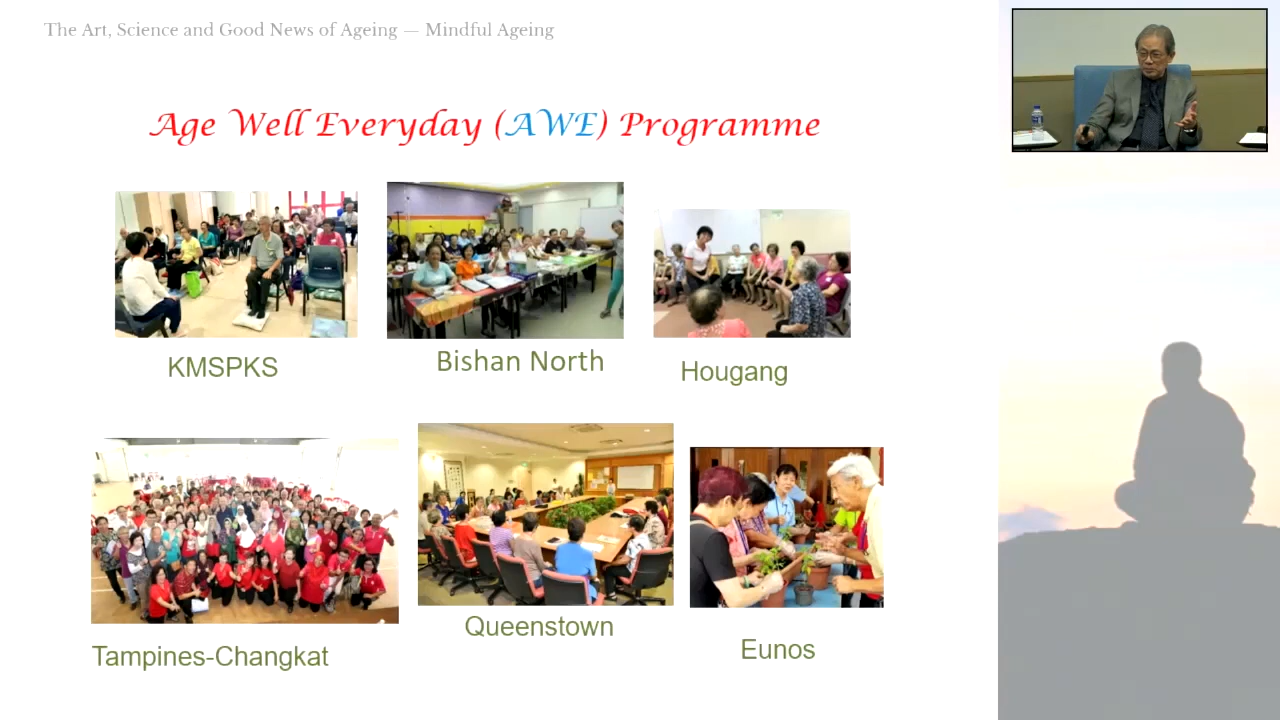 The Art, Science and Good News of Ageing — Mindful Ageing
Age Well Everyday (AWE) Programme
KMSPKS
Bishan North
Hougang
Tampines-Changkat
Queenstown
Eunos